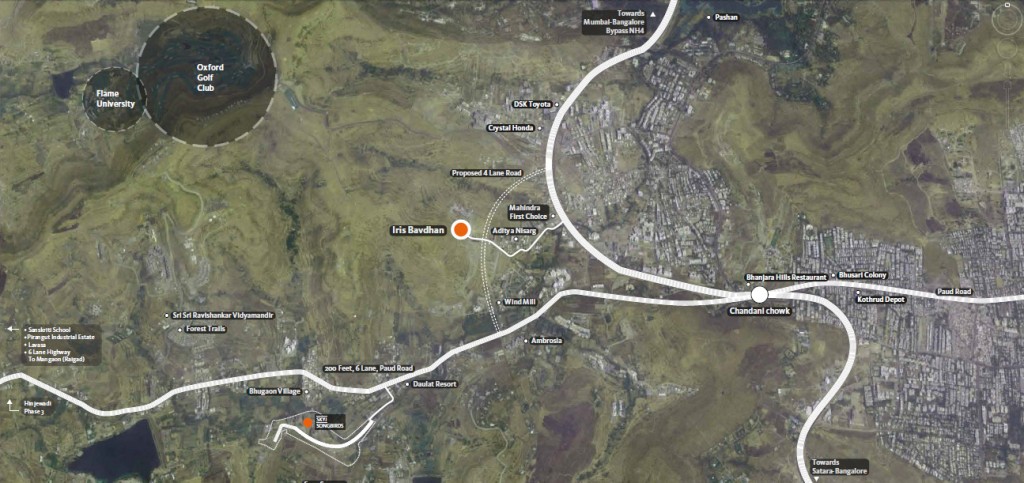 Towards
Mumbai-Bangalore
Bypass NH4
Pashan
Oxford
Golf
Club
Flame
University
DSK Toyota
Crystal Honda
Proposed 4 Lane Road
Mahindra
First Choice
Iris Bavdhan
Aditya Nisarg
Bhanjara Hills Restaurant
Bhusari Colony
Kothrud Depot
Paud Road
Chandani chowk
Wind Mill
Sri Sri Ravishankar Vidyamandir
Forest Trails
Sanskriti School
Pirangut Industrial Estate
Lavasa
6 Lane Highway
To Mangaon (Raigad)
Ambrosia
200 Feet, 6 Lane, Paud Road
Daulat Resort
Bhugaon Village
Hinjewadi
Phase 3
SKYi
SONGBIRDS
Towards
Satara-Bangalore